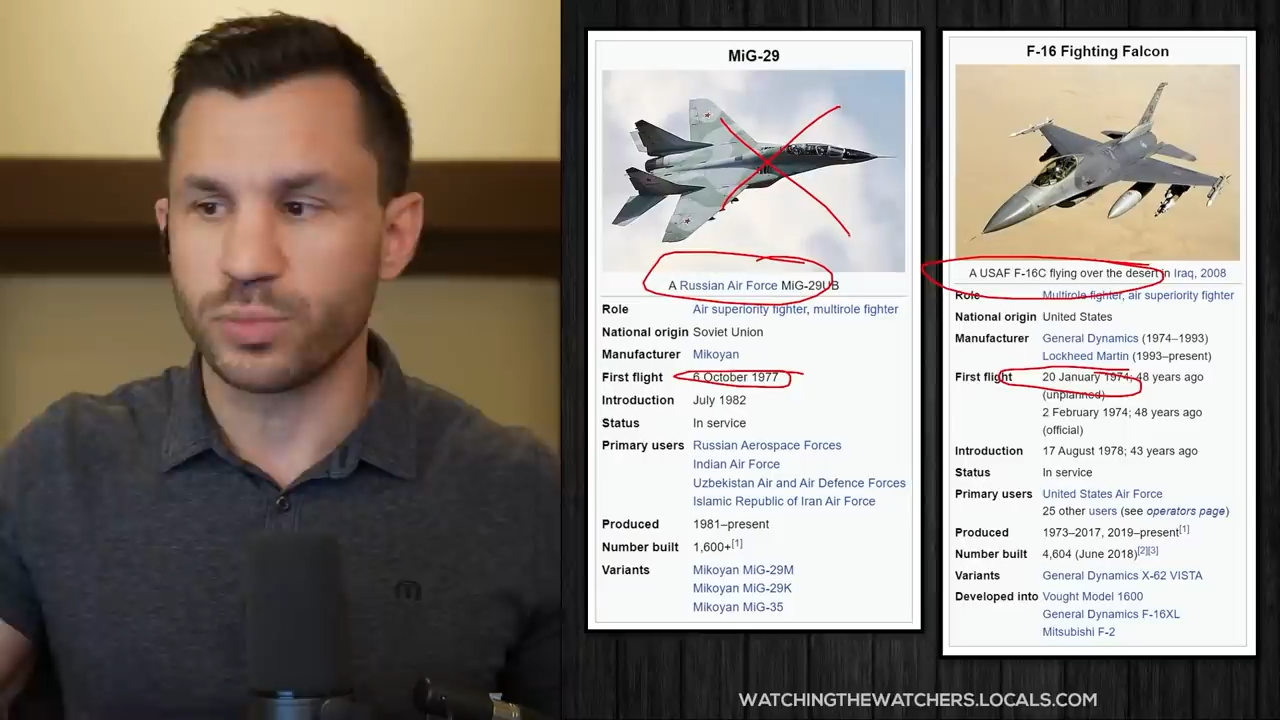 MiG-29
A Russian Air Force MiG-29UB
Role Air superiority fighter, multirole fighter
National origin Soviet Union
Manufacturer Mikoyan
First flight 6 October 1977
Introduction July 1982
Status In service
Primary users Russian Aerospace Forces
Indian Air Force
Uzbekistan Air and Air Defence Forces
Islamic Republic of Iran Air Force
Produced 1981–present
Number built 1,600+[1]
Variants Mikoyan MiG-29M
Mikoyan MiG-29K
Mikoyan MiG-35
F-16 Fighting Falcon
A USAF F-16C flying over the desert in Iraq, 2008
Role Multirole fighter, air superiority fighter
National origin United States
Manufacturer General Dynamics (1974–1993)
Lockheed Martin (1993–present)
First flight 20 January 1974; 48 years ago
(unplanned)
2 February 1974; 48 years ago
(official)
Introduction 17 August 1978; 43 years ago
Status In service
Primary users United States Air Force
25 other users (see operators page)
Produced 1973–2017, 2019–present[1]
Number built 4,604 (June 2018)[2][3]
Variants General Dynamics X-62 VISTA
Developed into Vought Model 1600
General Dynamics F-16XL
Mitsubishi F-2
WATCHINGTHEWATCHERS.LOCALS.COM